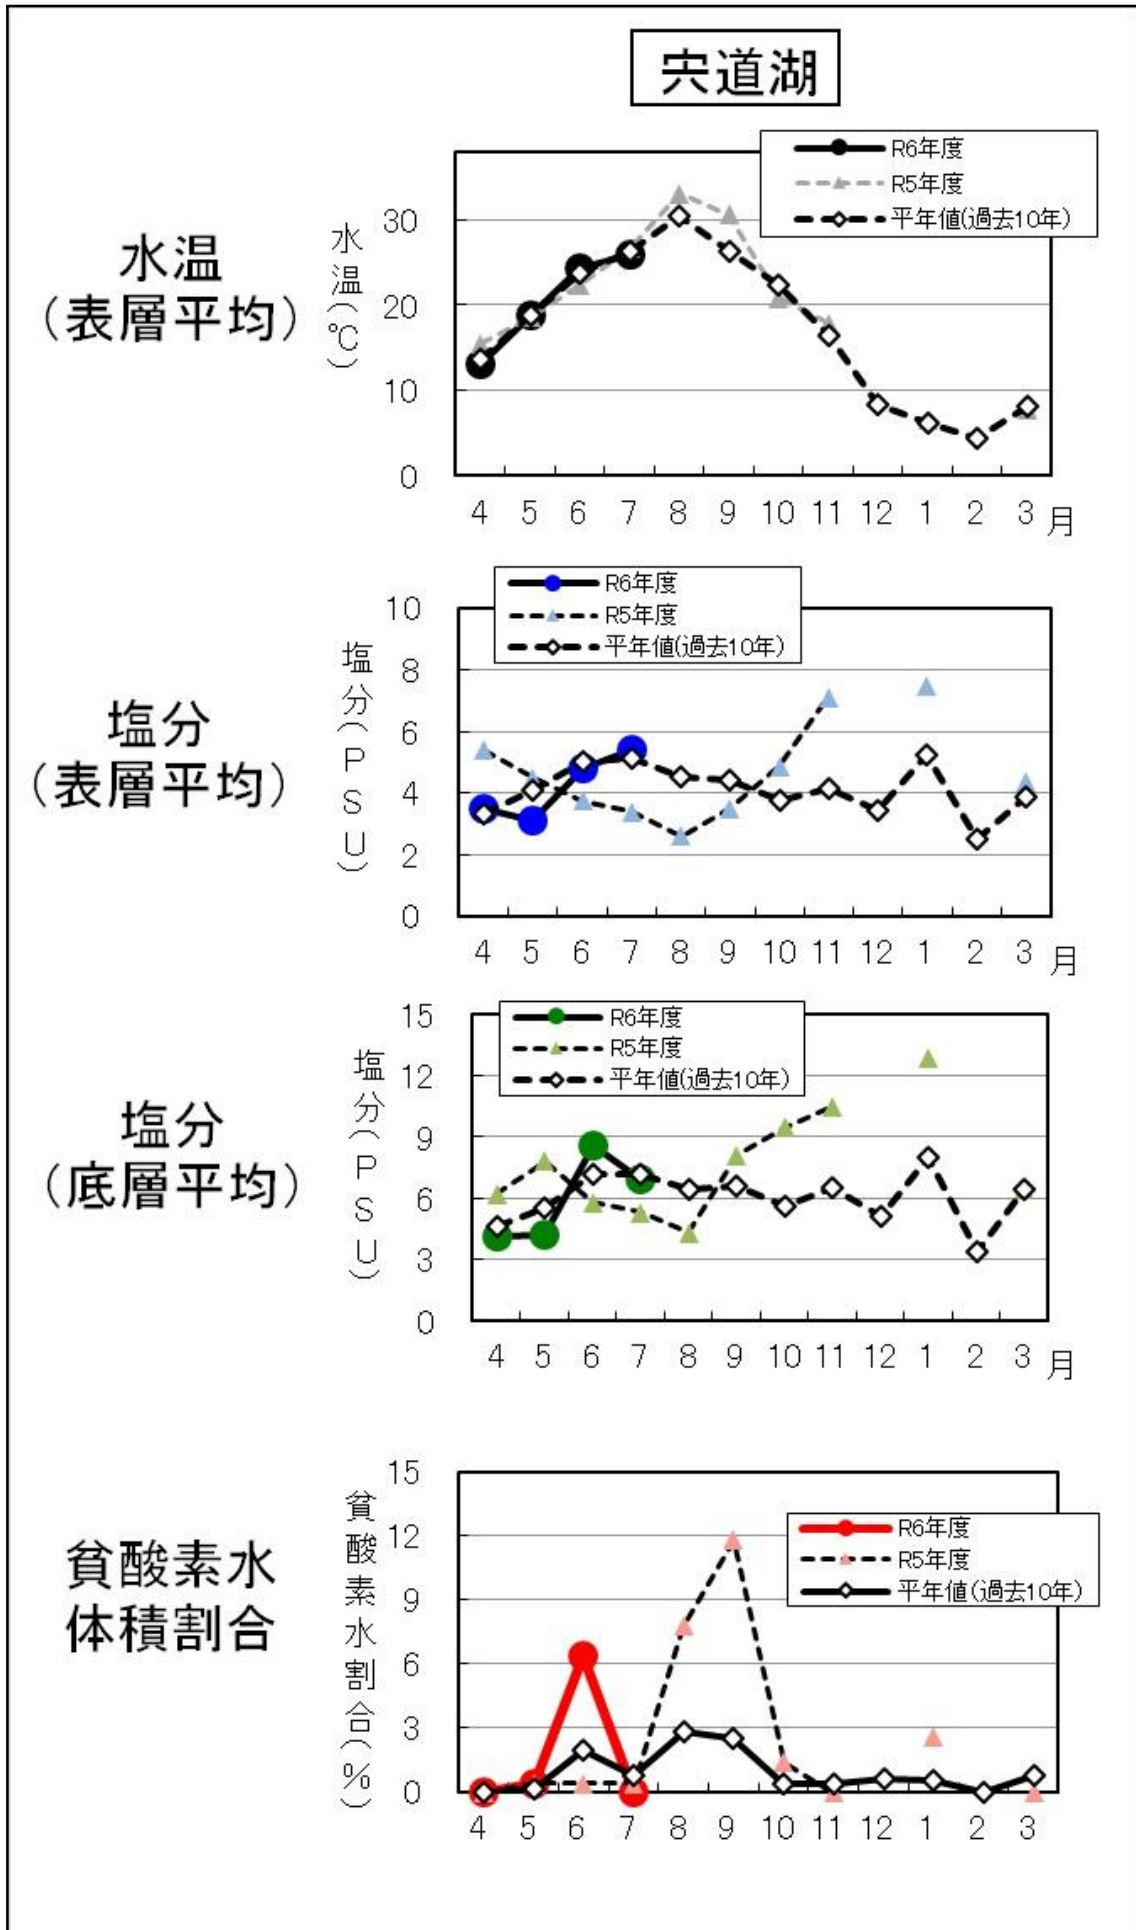 宍道湖
水温
（表層平均）
水温(℃)
R6年度
R5年度
平年値(過去10年)
30
20
10
0
4 5 6 7 8 9 10 11 12 1 2 3 月
塩分
（表層平均）
塩分(PSU)
R6年度
R5年度
平年値(過去10年)
10
8
6
4
2
0
4 5 6 7 8 9 10 11 12 1 2 3 月
塩分
（底層平均）
塩分(PSU)
R6年度
R5年度
平年値(過去10年)
15
12
9
6
3
0
4 5 6 7 8 9 10 11 12 1 2 3 月
貧酸素水
体積割合
貧酸素水割合(%)
R6年度
R5年度
平年値(過去10年)
15
12
9
6
3
0
4 5 6 7 8 9 10 11 12 1 2 3